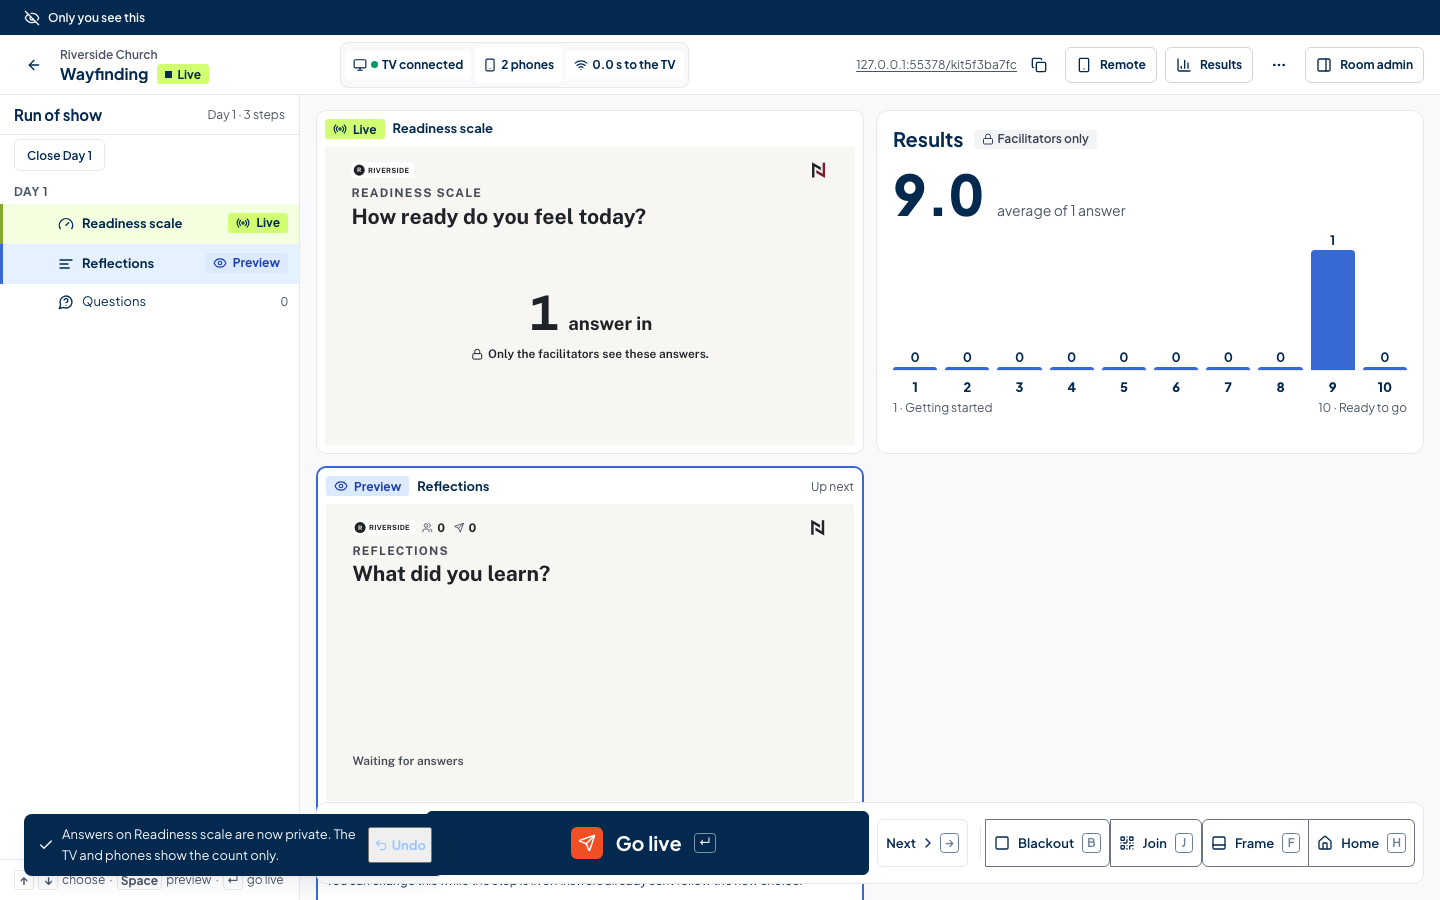 Only you see this
Riverside Church
Wayfinding
Live
TV connected
2 phones
0.0 s to the TV
127.0.0.1:55378/kit5f3ba7fc
Remote
Results
Room admin
Run of show
Day 1 · 3 steps
Close Day 1
DAY 1
Readiness scale
Live
Reflections
Preview
Questions
0
Live
Readiness scale
R RIVERSIDE
READINESS SCALE
How ready do you feel today?
1 answer in
Only the facilitators see these answers.
Results
Facilitators only
9.0 average of 1 answer
1
0 0 0 0 0 0 0 0 0
1 2 3 4 5 6 7 8 9 10
1 · Getting started
10 · Ready to go
Preview
Reflections
Up next
R RIVERSIDE
0
0
REFLECTIONS
What did you learn?
Waiting for answers
Answers on Readiness scale are now private. The
TV and phones show the count only.
Undo
Go live
Next
Blackout B
Join J
Frame F
Home H
choose · Space preview · go live